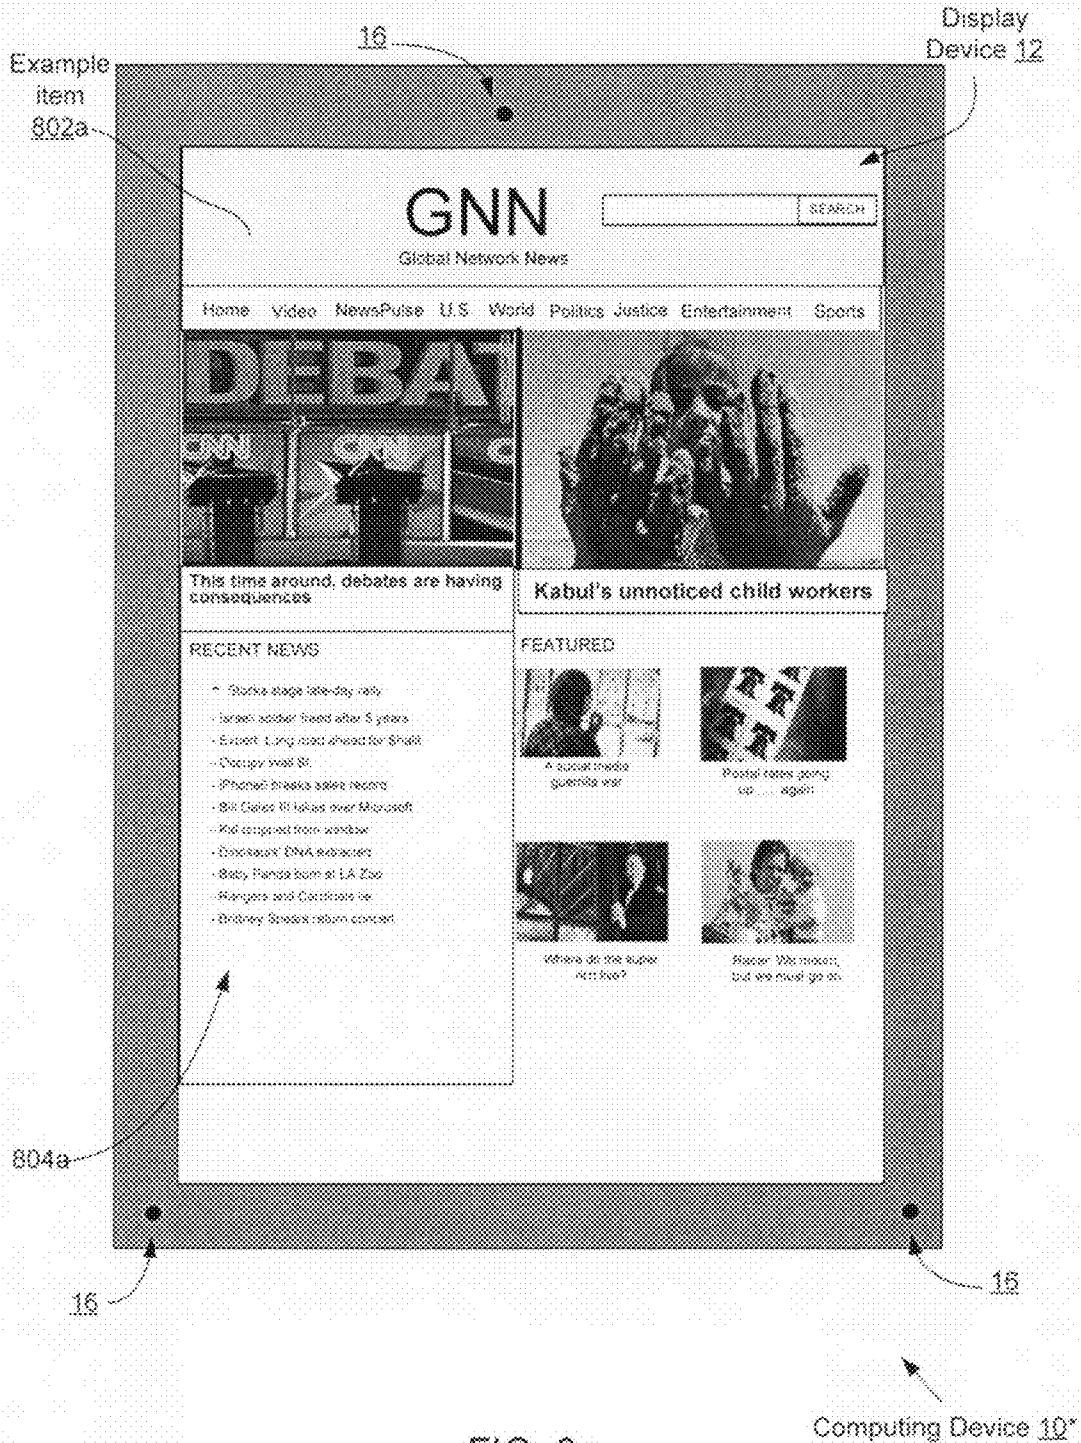 16
Display
Device 12
Example
item
802a
GNN
Global Network News
SEARCH
Home Video NewsPulse U.S World Politics Justice Entertainment Sports
DEBAT
CNN CNN
This time around, debates are having
consequences
Kabul's unnoticed child workers
RECENT NEWS
FEATURED
Stocks stage late-day rally
- Israeli soldier freed after 5 years
- Expert: Long road ahead for Shalit
- Occupy Wall St.
- breaks sales record
- Bill Gates III takes over Microsoft
- Kid dropped from window
- Dinosaurs' DNA extracted
- Baby Panda born at LA Zoo
Rangers and Cardinals tie
- Britney Spears return concert
A social media
guerrilla war
Postal rates going
up ..... again
Where do the super
rich live?
Racer: We mourn,
but we must go on
804a
16
16
Computing Device 10*